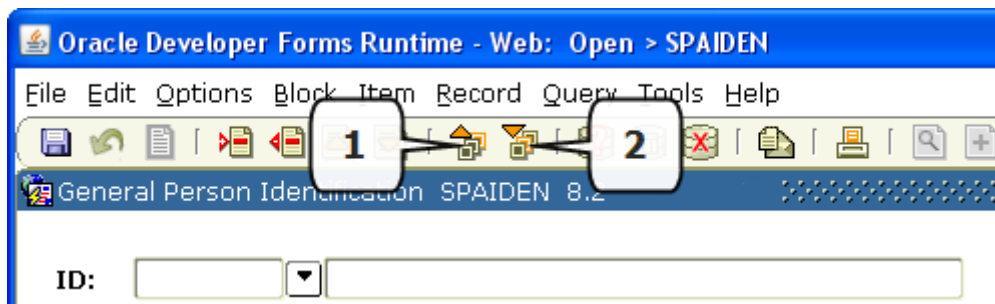 Oracle Developer Forms Runtime - Web: Open > SPAIDEN
File Edit Options Block Item Record Query Tools Help
1 2
General Person Identification SPAIDEN 8.2
ID: